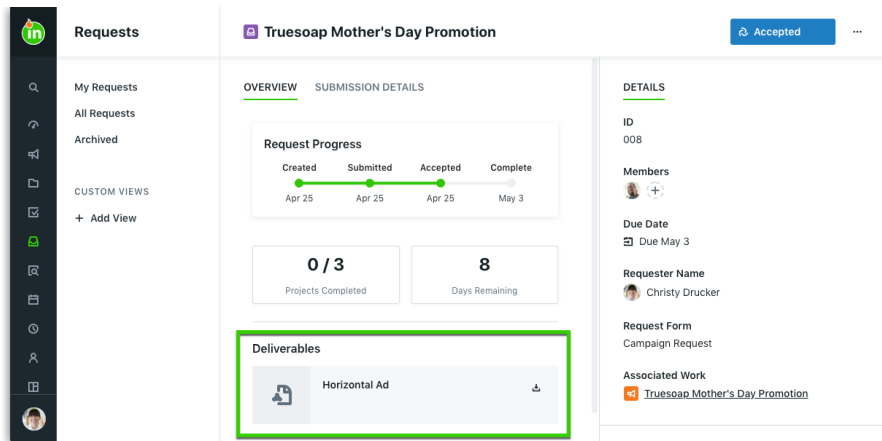 in
Requests
Truesoap Mother's Day Promotion
Accepted
My Requests
All Requests
Archived
CUSTOM VIEWS
+ Add View
OVERVIEW SUBMISSION DETAILS
Request Progress
Created Submitted Accepted Complete
Apr 25 Apr 25 Apr 25 May 3
0 / 3
Projects Completed
8
Days Remaining
Deliverables
Horizontal Ad
DETAILS
ID
008
Members
Due Date
Due May 3
Requester Name
Christy Drucker
Request Form
Campaign Request
Associated Work
Truesoap Mother's Day Promotion